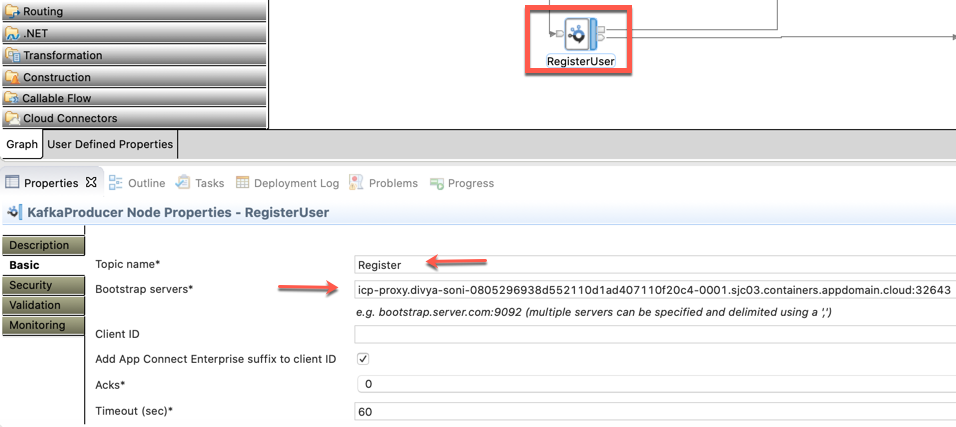 Routing
.NET
Transformation
Construction
Callable Flow
Cloud Connectors
RegisterUser
Graph
User Defined Properties
Properties
Outline
Tasks
Deployment Log
Problems
Progress
KafkaProducer Node Properties - RegisterUser
Description
Basic
Security
Validation
Monitoring
Topic name*
Register
Bootstrap servers*
icp-proxy.divya-soni-0805296938d552110d1ad407110f20c4-0001.sjc03.containers.appdomain.cloud:32643
e.g. bootstrap.server.com:9092 (multiple servers can be specified and delimited using a ',')
Client ID
Add App Connect Enterprise suffix to client ID
Acks*
0
Timeout (sec)*
60